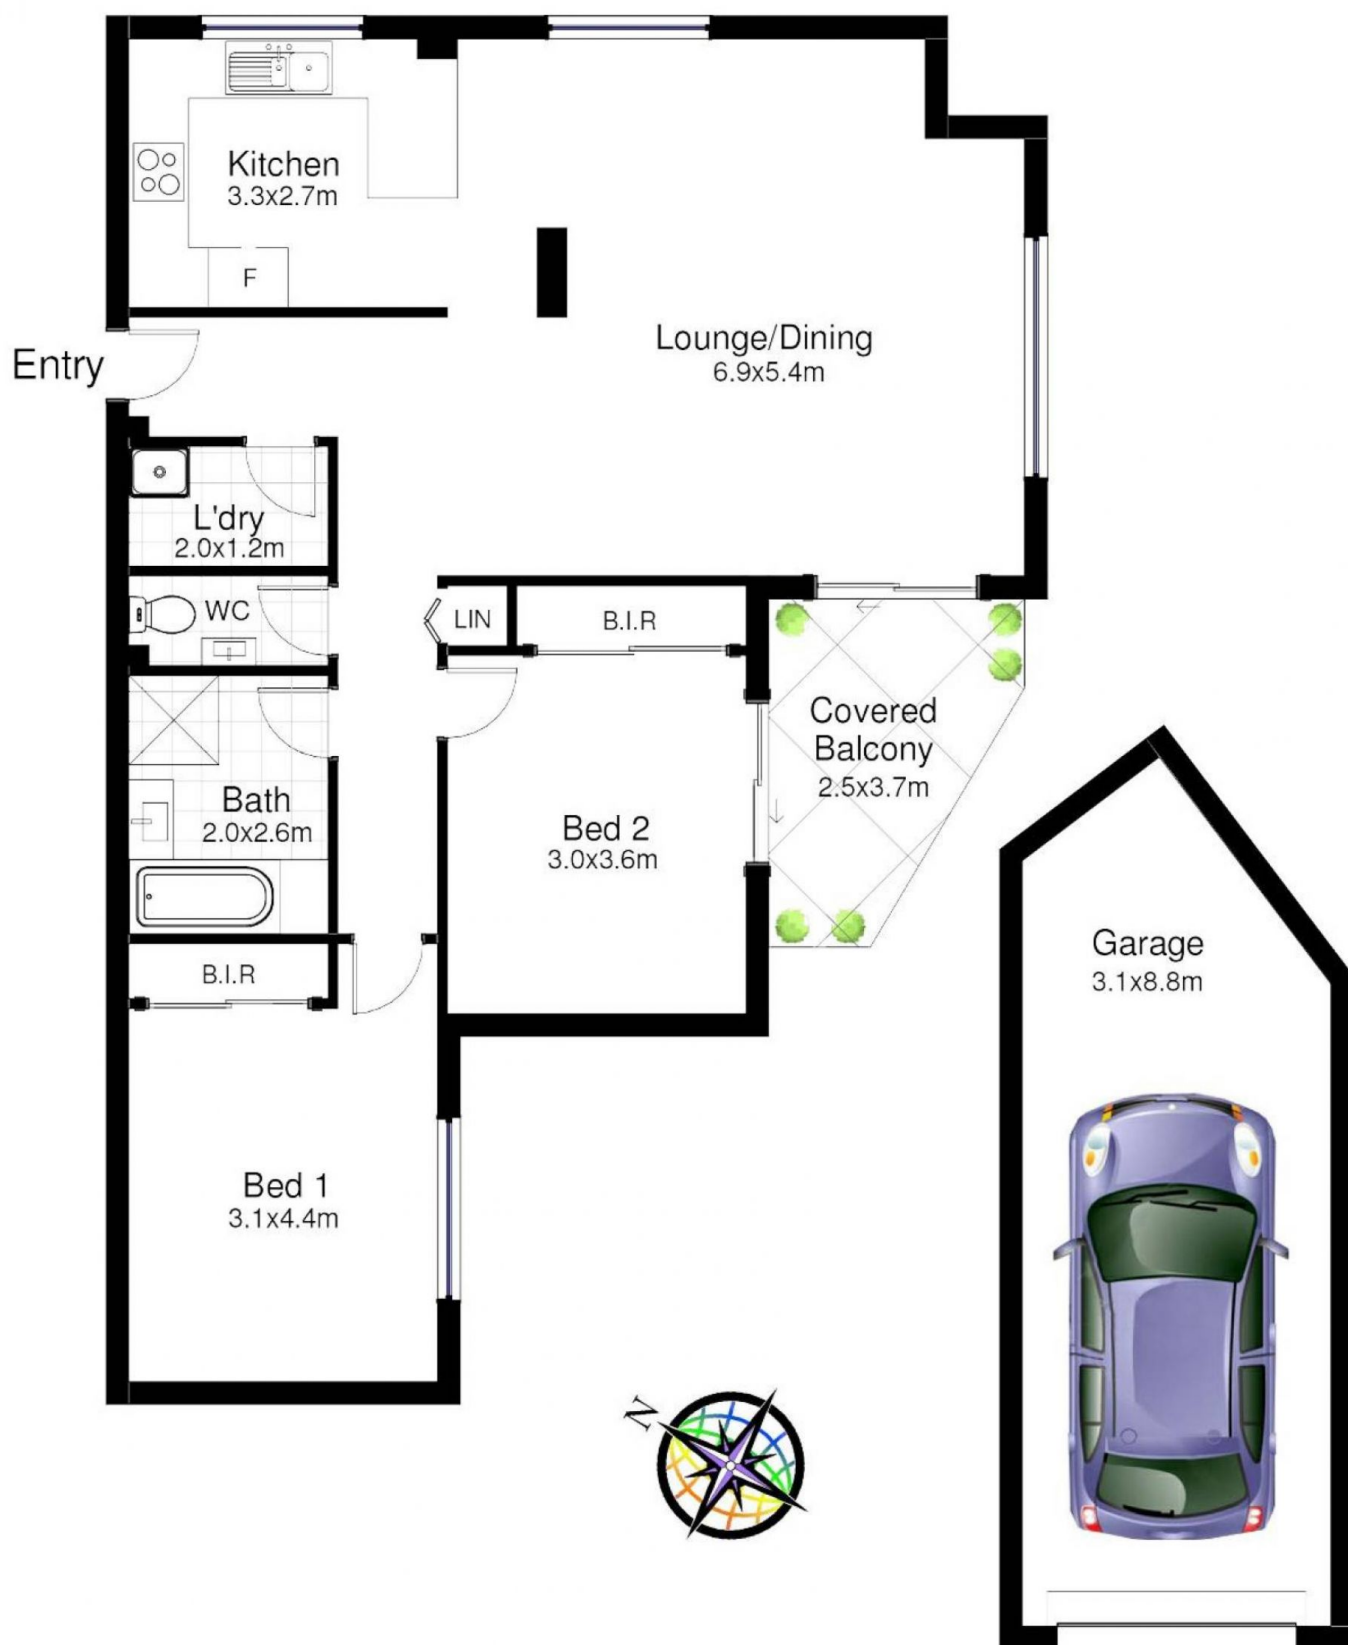 Kitchen
3.3x2.7m
F
Entry
Lounge/Dining
6.9x5.4m
L'dry
2.0x1.2m
WC
LIN
B.I.R
Covered
Balcony
2.5x3.7m
Bath
2.0x2.6m
Bed 2
3.0x3.6m
B.I.R
Garage
3.1x8.8m
Bed 1
3.1x4.4m
N